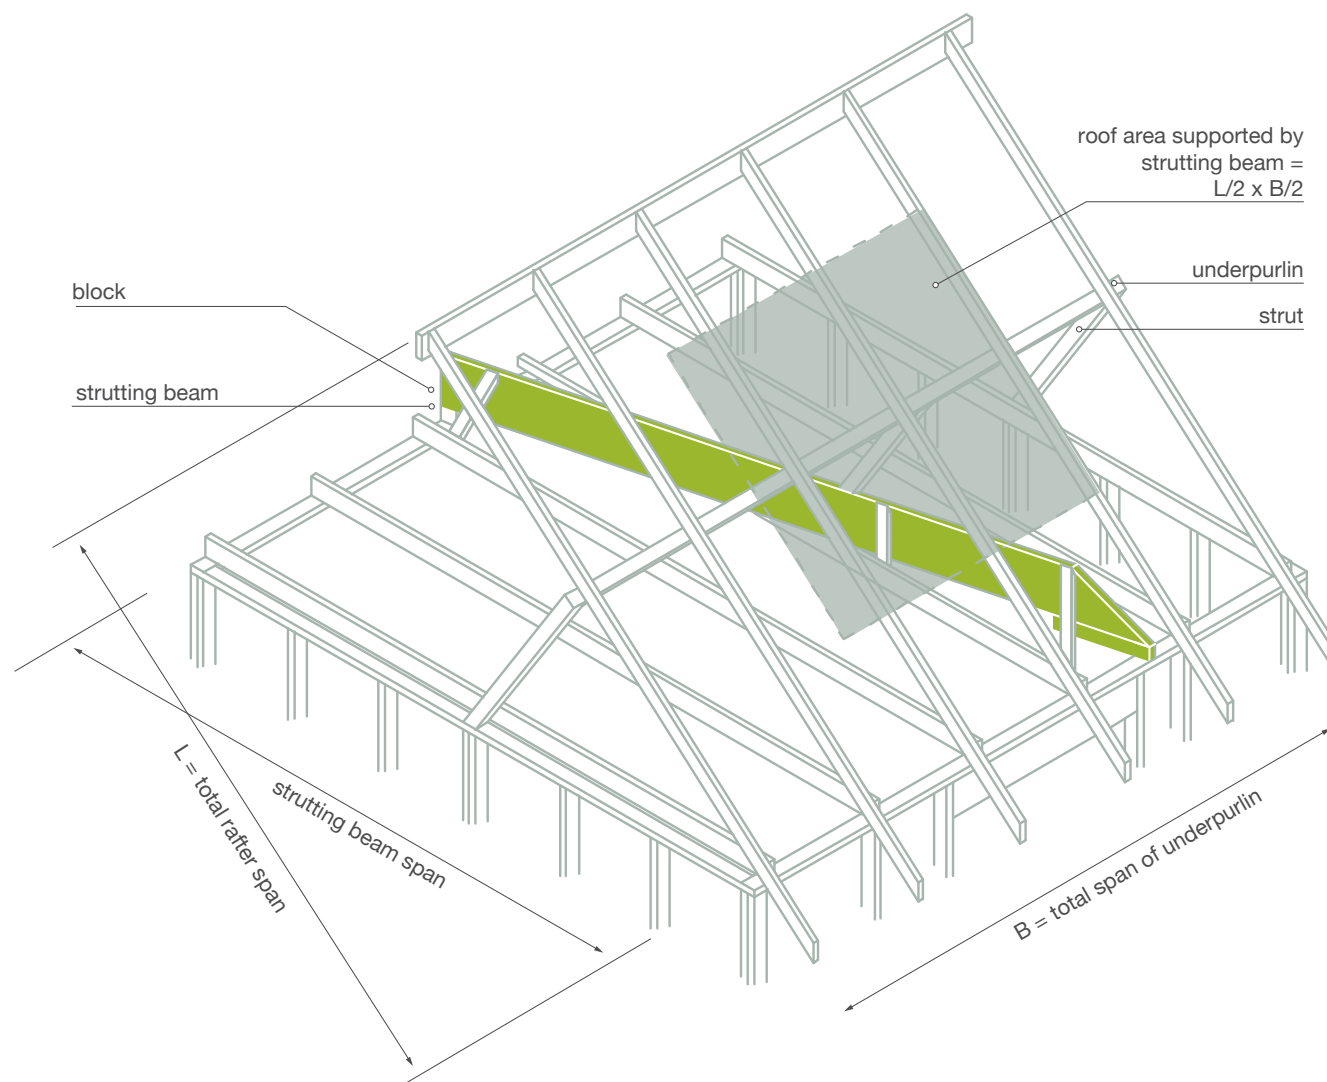 roof area supported by
strutting beam =
L/2 x B/2
underpurlin
strut
block
strutting beam
L = total rafter span
strutting beam span
B = total span of underpurlin